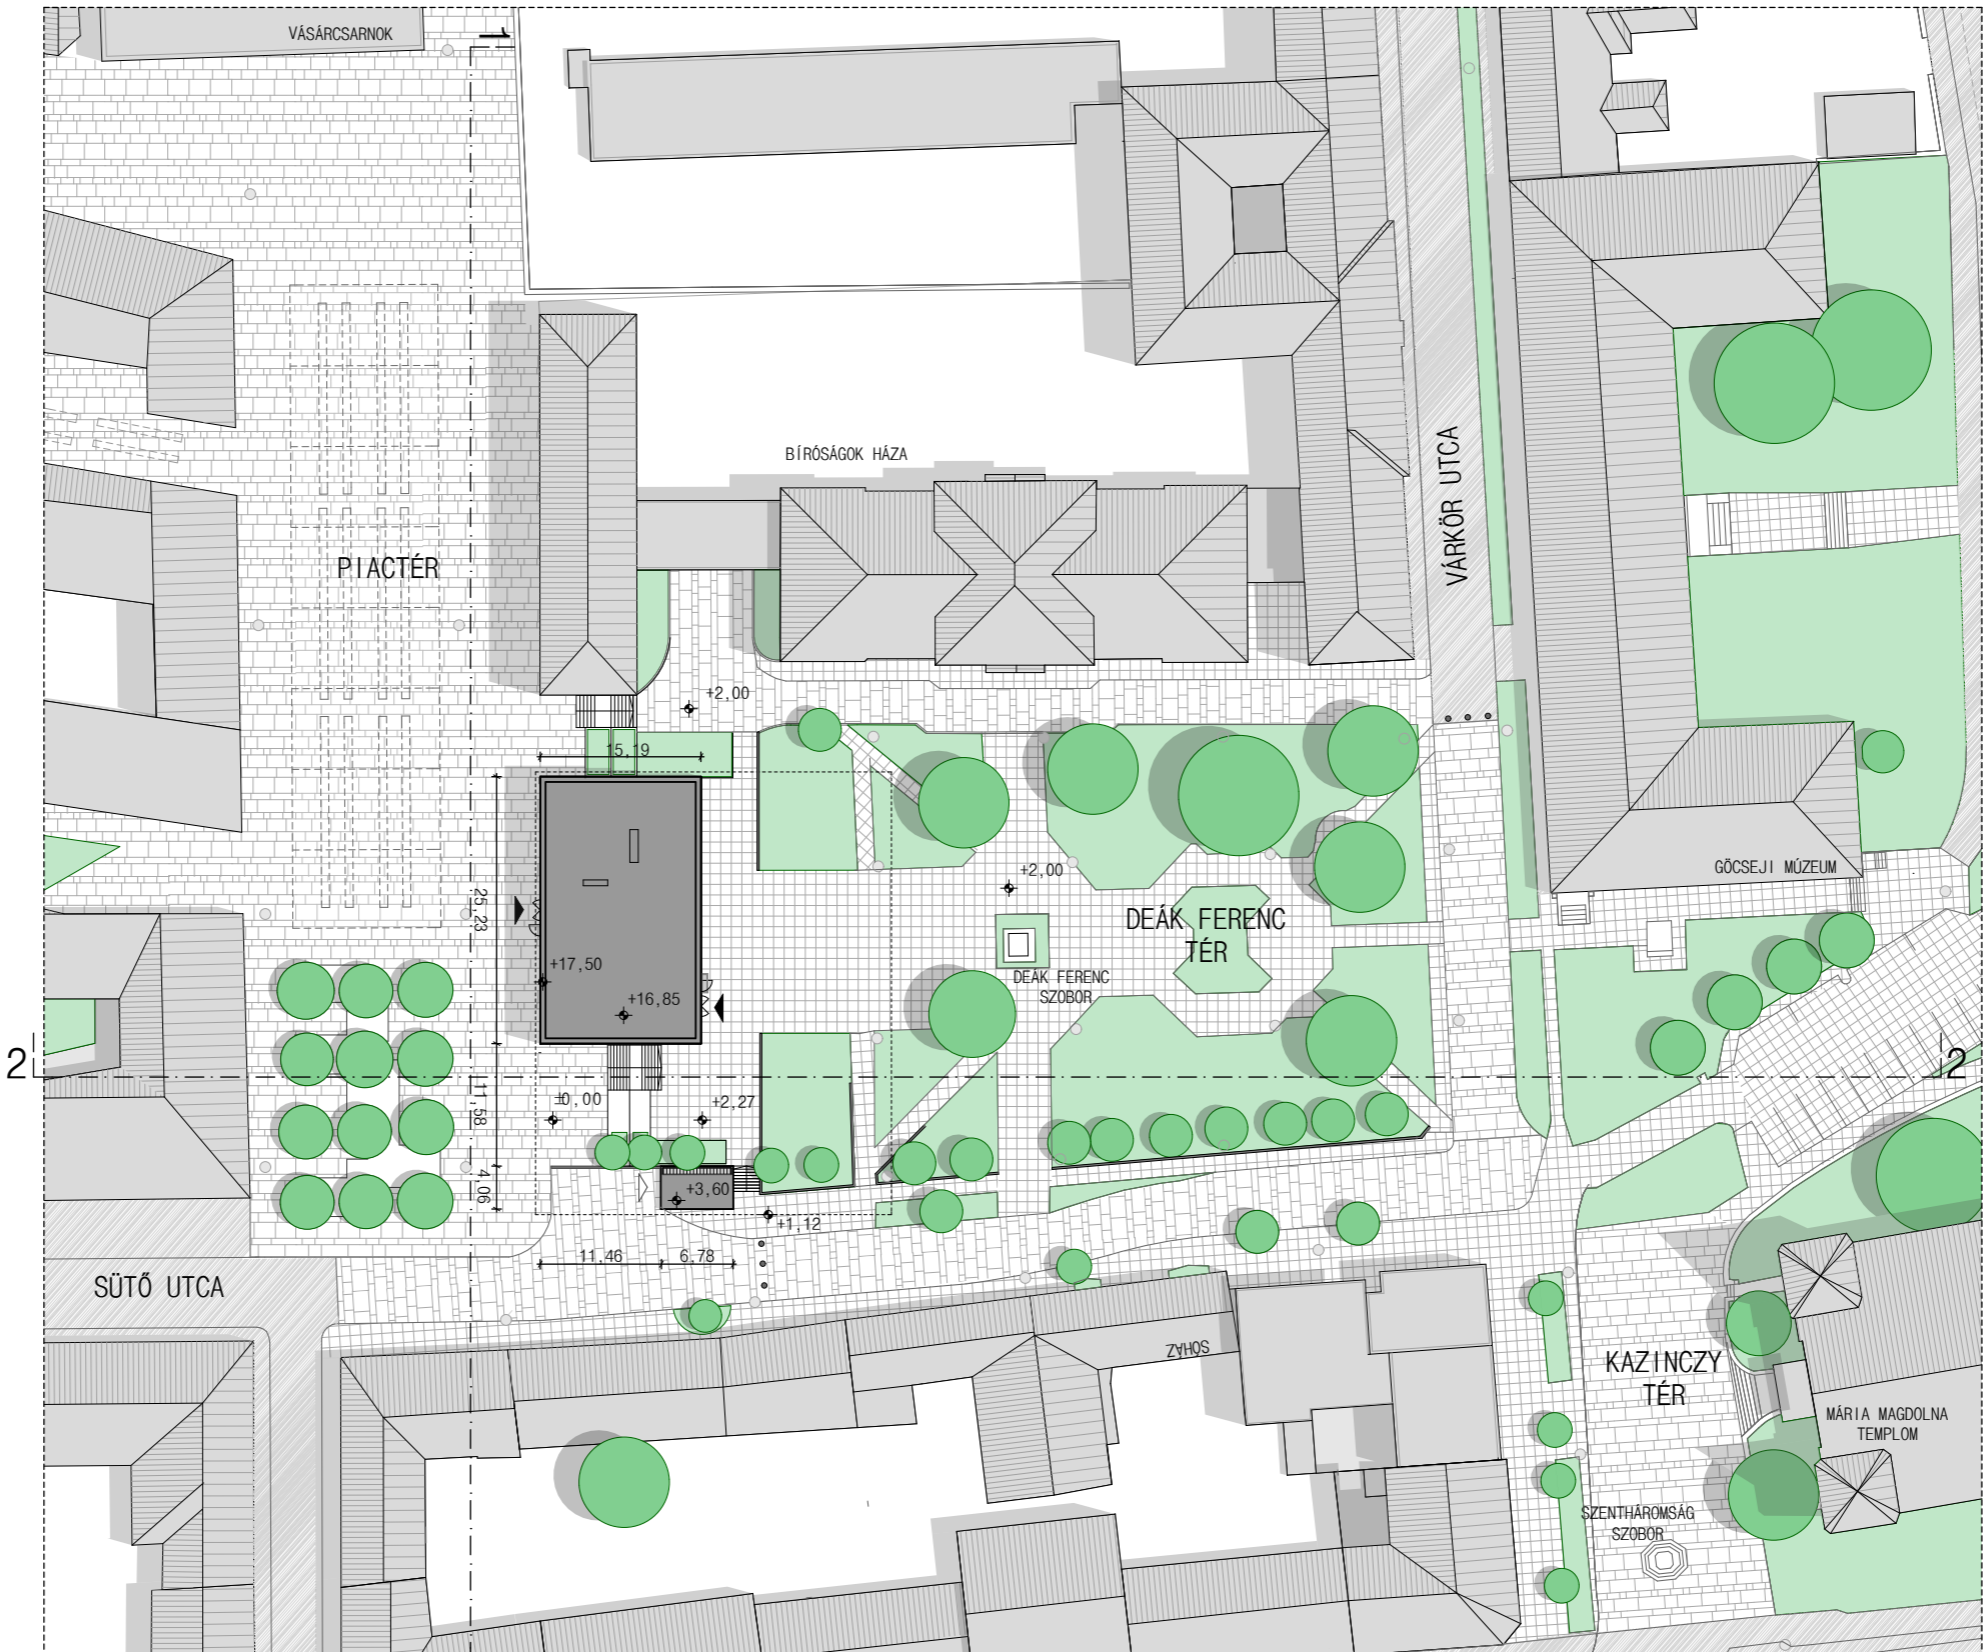 VÁSÁRCSARNOK
1
BÍRÓSÁGOK HÁZA
VÁRKÖR UTCA
PIACTÉR
+2,00
15,19
25,23
+2,00
GÖCSEJI MÚZEUM
DEÁK FERENC
TÉR
+17,50
DEÁK FERENC
SZOBOR
+16,85
2
2
±0,00
+2,27
11,58
4,06
+3,60
+1,12
11,46
6,78
SÜTŐ UTCA
SÓHÁZ
KAZINCZY
TÉR
MÁRIA MAGDOLNA
TEMPLOM
SZENTHÁROMSÁG
SZOBOR